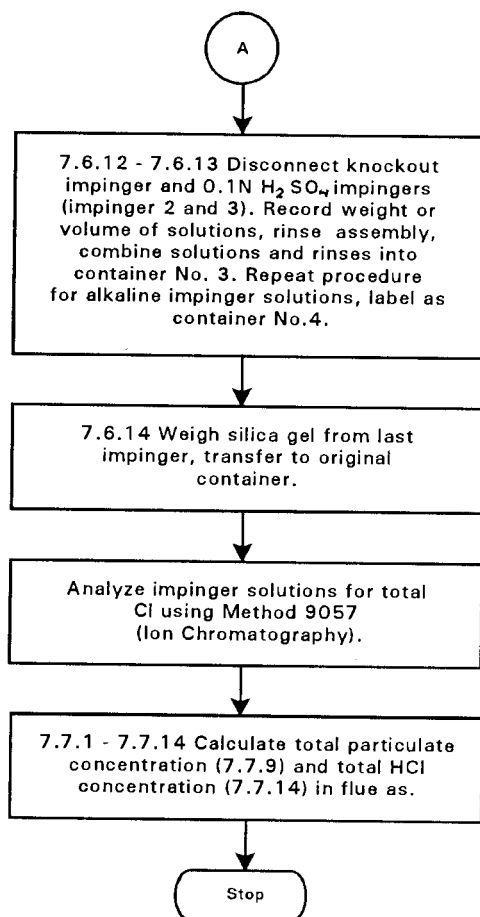 A
7.6.12 - 7.6.13 Disconnect knockout
impinger and 0.1N H₂ SO₄ impingers
(impinger 2 and 3). Record weight or
volume of solutions, rinse assembly,
combine solutions and rinses into
container No. 3. Repeat procedure
for alkaline impinger solutions, label as
container No.4.
7.6.14 Weigh silica gel from last
impinger, transfer to original
container.
Analyze impinger solutions for total
Cl using Method 9057
(Ion Chromatography).
7.7.1 - 7.7.14 Calculate total particulate
concentration (7.7.9) and total HCl
concentration (7.7.14) in flue as.
Stop